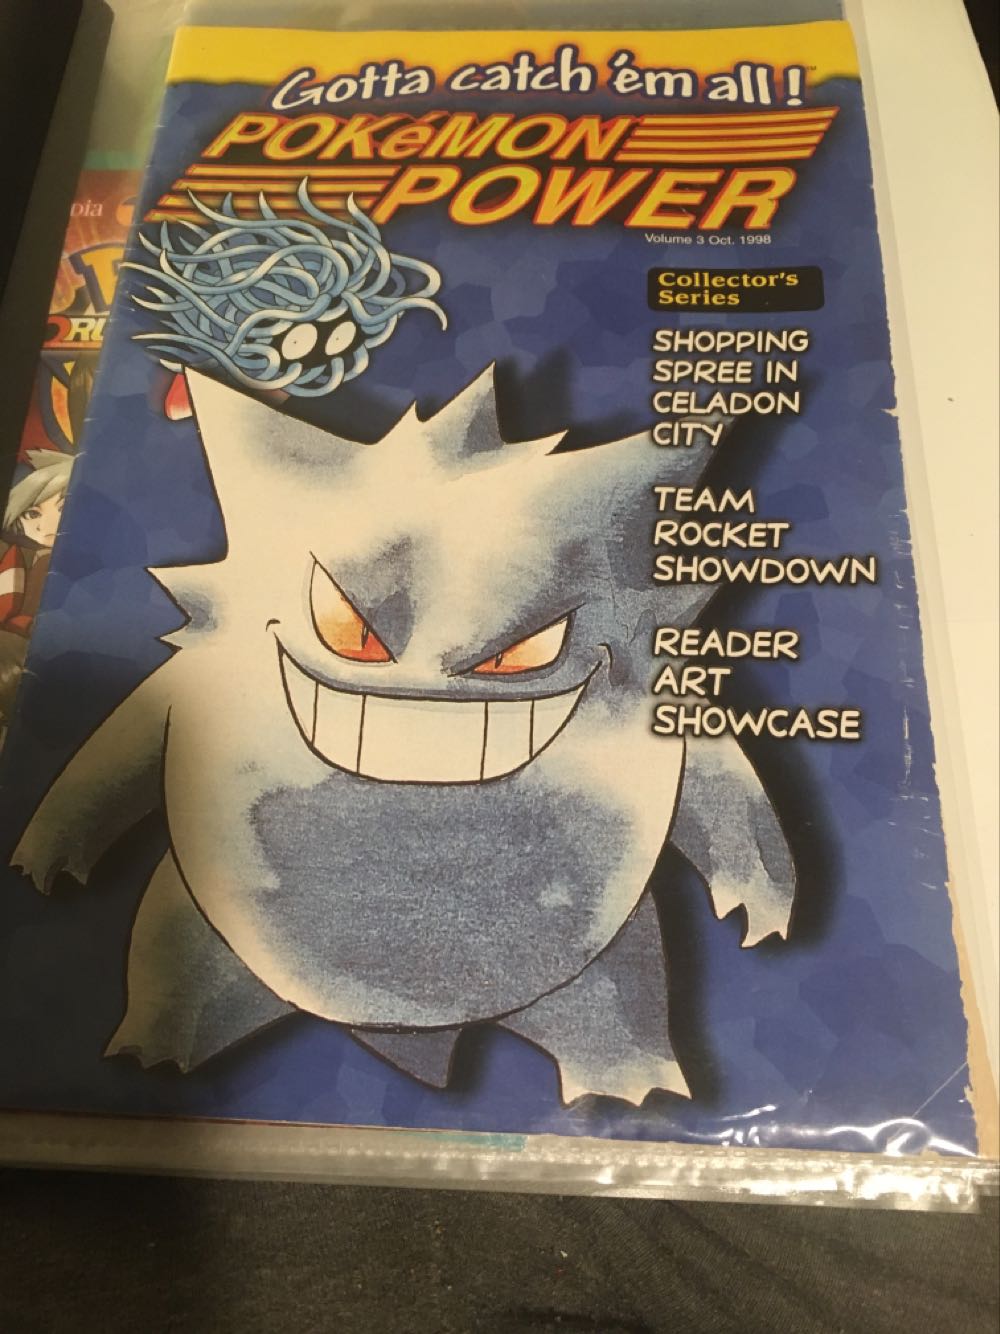 Gotta catch 'em all!™
POKéMON
POWER
Volume 3 Oct. 1998
Collector's
Series
SHOPPING
SPREE IN
CELADON
CITY
TEAM
ROCKET
SHOWDOWN
READER
ART
SHOWCASE